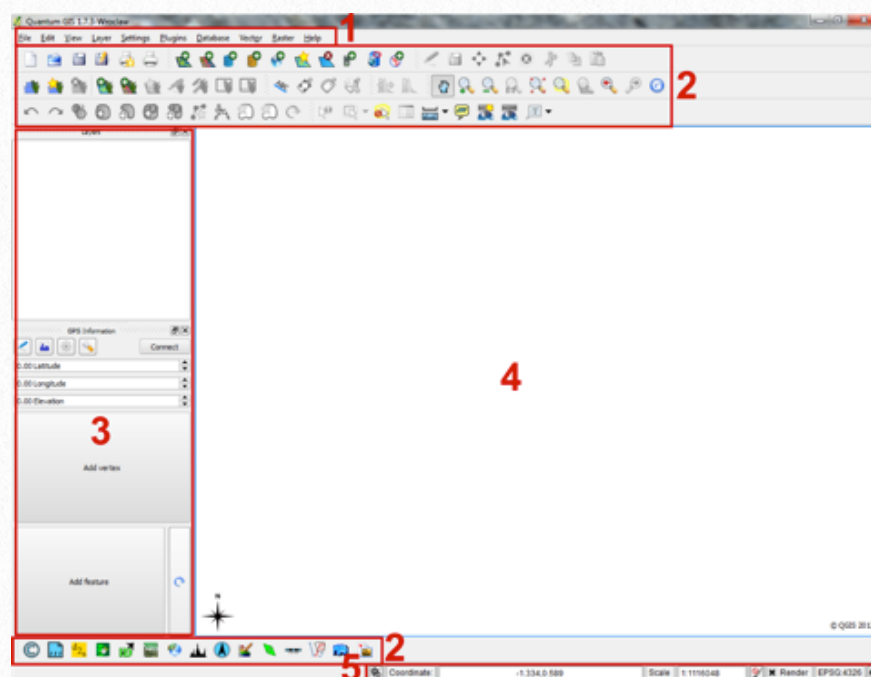 Quantum GIS 1.7.3-Wroclaw
File Edit View Layer Settings Plugins Database Vector Raster Help
1
2
Layers
GPS Information
Connect
0.00 Latitude
0.00 Longitude
0.00 Elevation
3
4
Add vertex
Add feature
N
© QGIS 201
2
5
Coordinate: -1.334,0.589 Scale 1:1116048 Render EPSG:4326